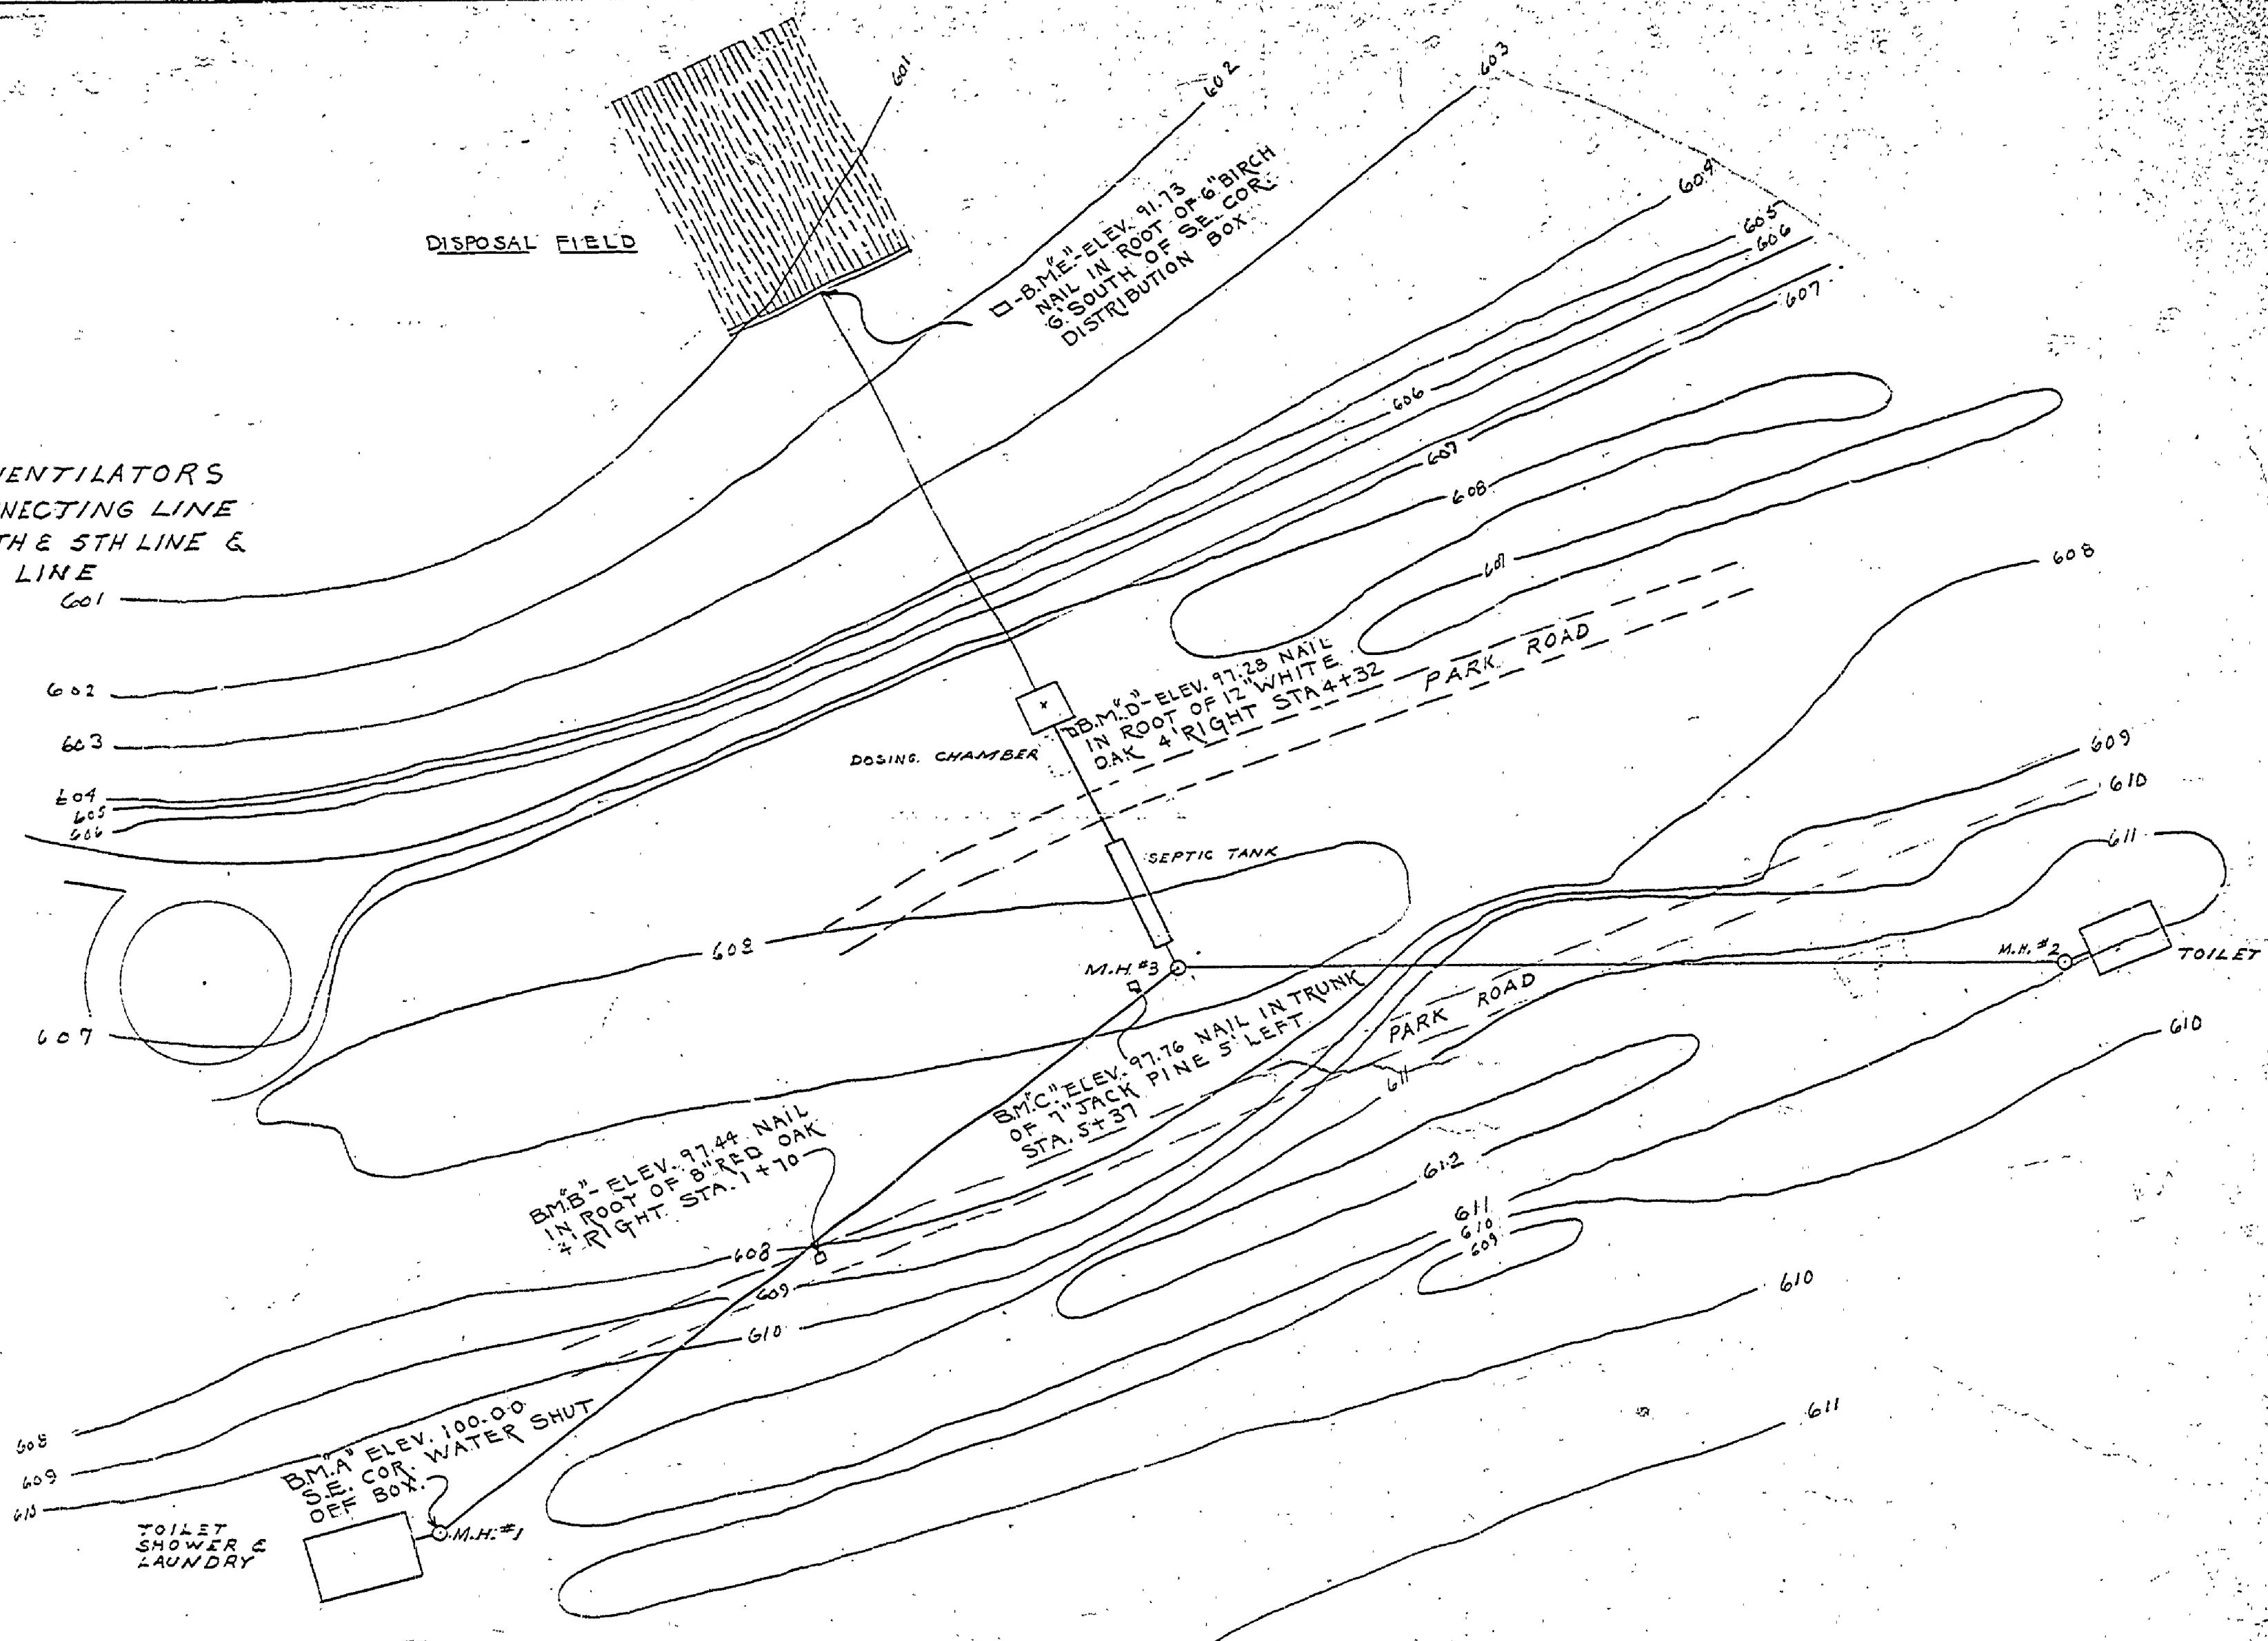 601
602
603
604
605
606
607
DISPOSAL FIELD
□-B.M."E"-ELEV. 91.73
NAIL IN ROOT OF 6" BIRCH
6' SOUTH OF S.E. COR.
DISTRIBUTION BOX
606
607
608
607
608
VENTILATORS
NECTING LINE
TH & 5TH LINE &
LINE
601
602
603
604
605
606
607
B.M."D"-ELEV. 97.28 NAIL
IN ROOT OF 12" WHITE
OAK 4' RIGHT STA 4+32
PARK ROAD
DOSING CHAMBER
SEPTIC TANK
609
610
611
608
M.H. #3
M.H. #2
TOILET
PARK ROAD
610
B.M."C" ELEV. 97.76 NAIL IN TRUNK
OF 7" JACK PINE 5' LEFT
STA. 5+37
611
B.M."B"- ELEV. 97.44 NAIL
IN ROOT OF 8" RED OAK
4' RIGHT STA. 1+70
612
611
610
609
608
609
610
610
611
608
609
610
B.M."A" ELEV. 100.00
S.E. COR. WATER SHUT
OFF BOX.
M.H. #1
TOILET
SHOWER &
LAUNDRY